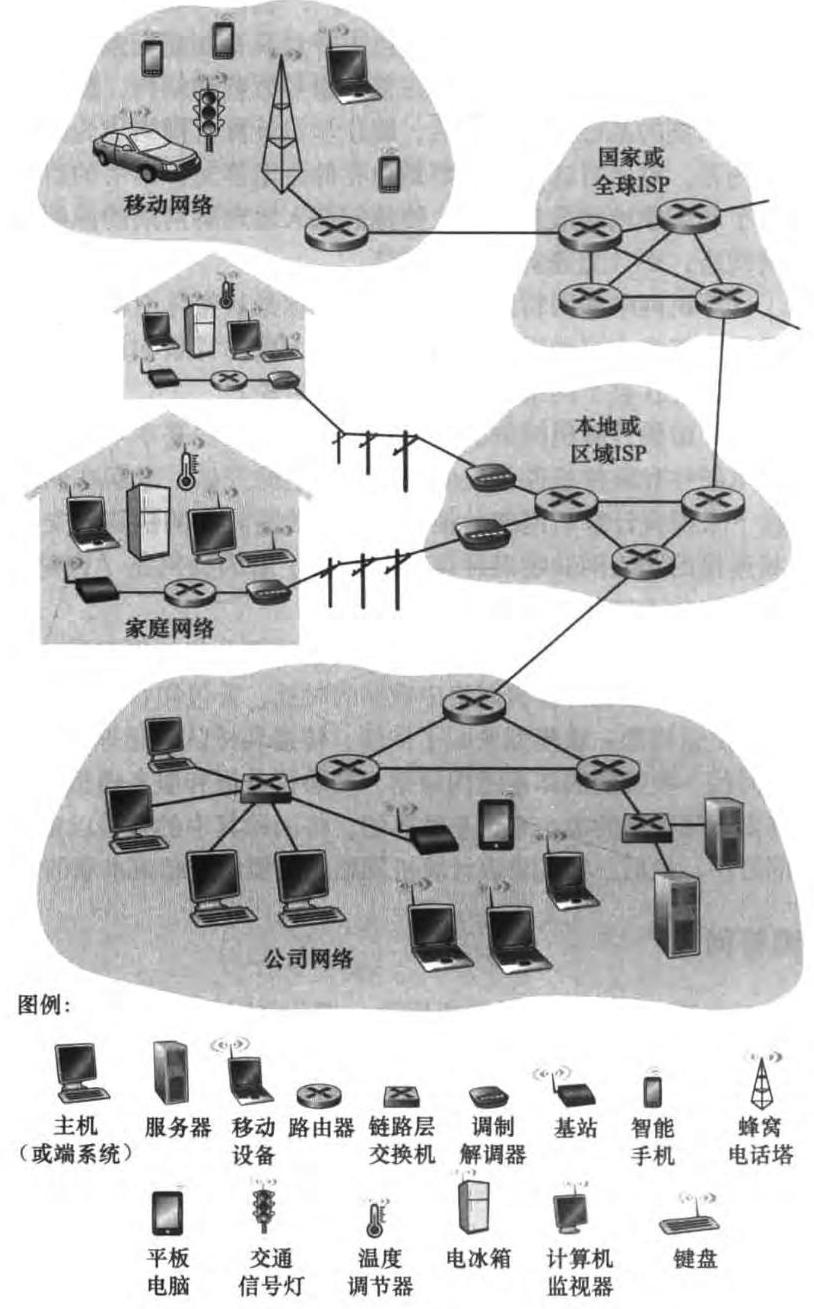 移动网络
国家或
全球ISP
本地或
区域ISP
家庭网络
公司网络
图例：
主机
（或端系统）
服务器
移动
设备
路由器
链路层
交换机
调制
解调器
基站
智能
手机
蜂窝
电话塔
平板
电脑
交通
信号灯
温度
调节器
电冰箱
计算机
监视器
键盘